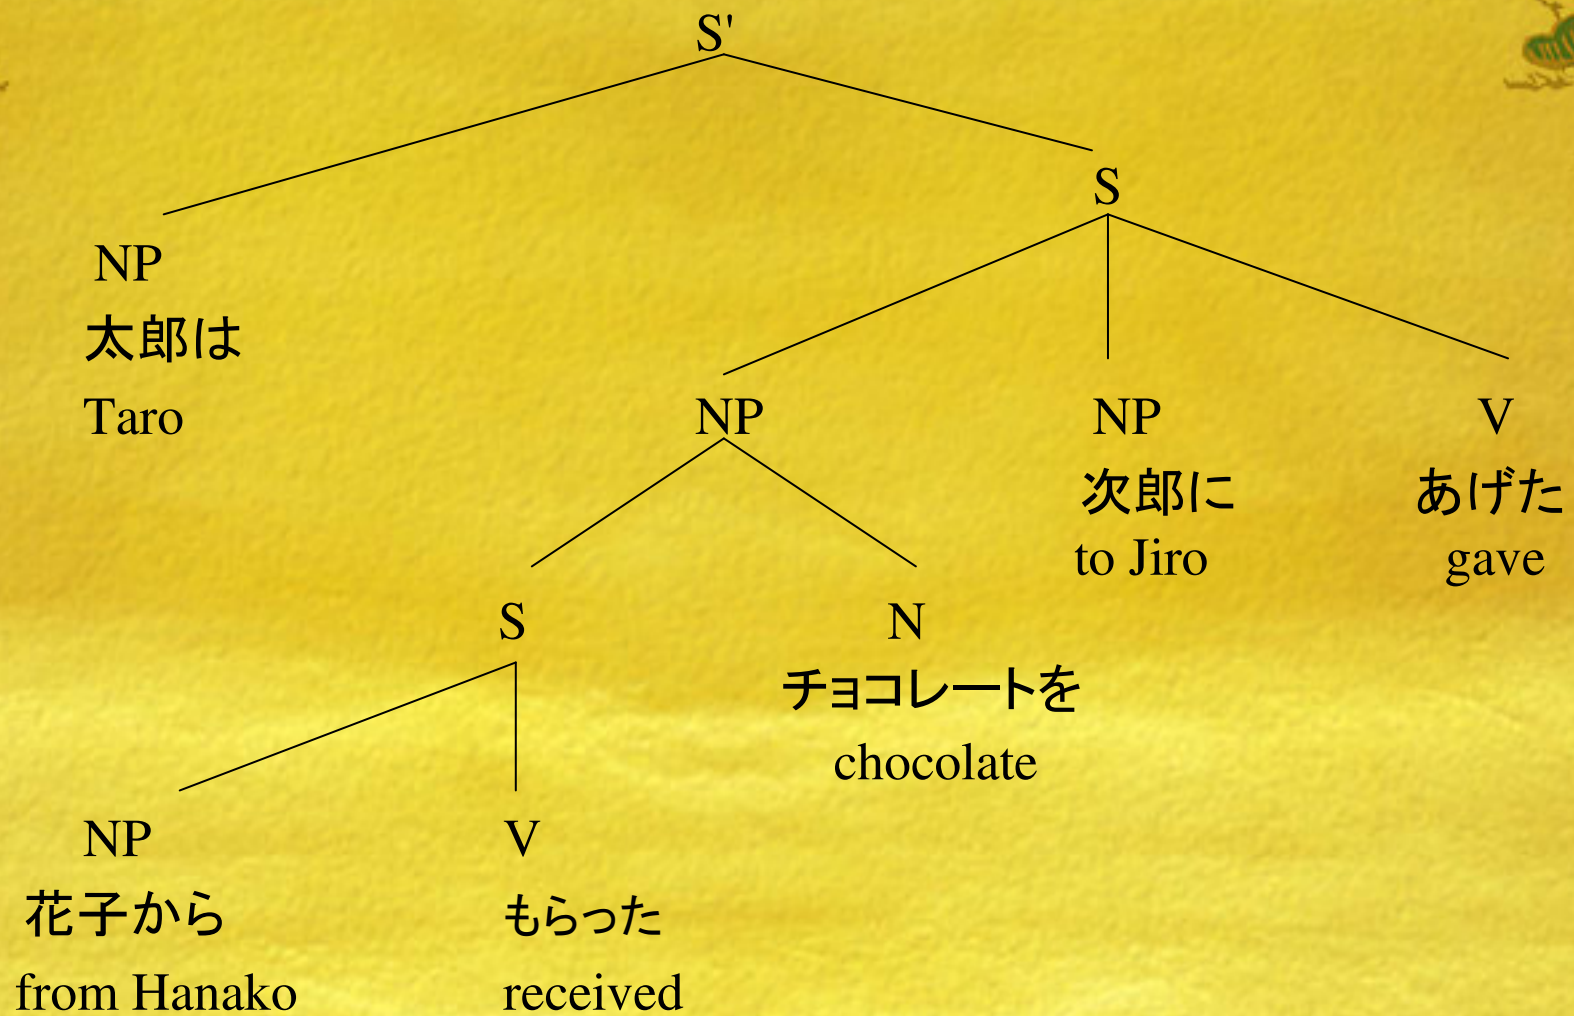 S'
S
NP
太郎は
Taro
NP
NP
次郎に
to Jiro
V
あげた
gave
S
N
チョコレートを
chocolate
NP
花子から
from Hanako
V
もらった
received